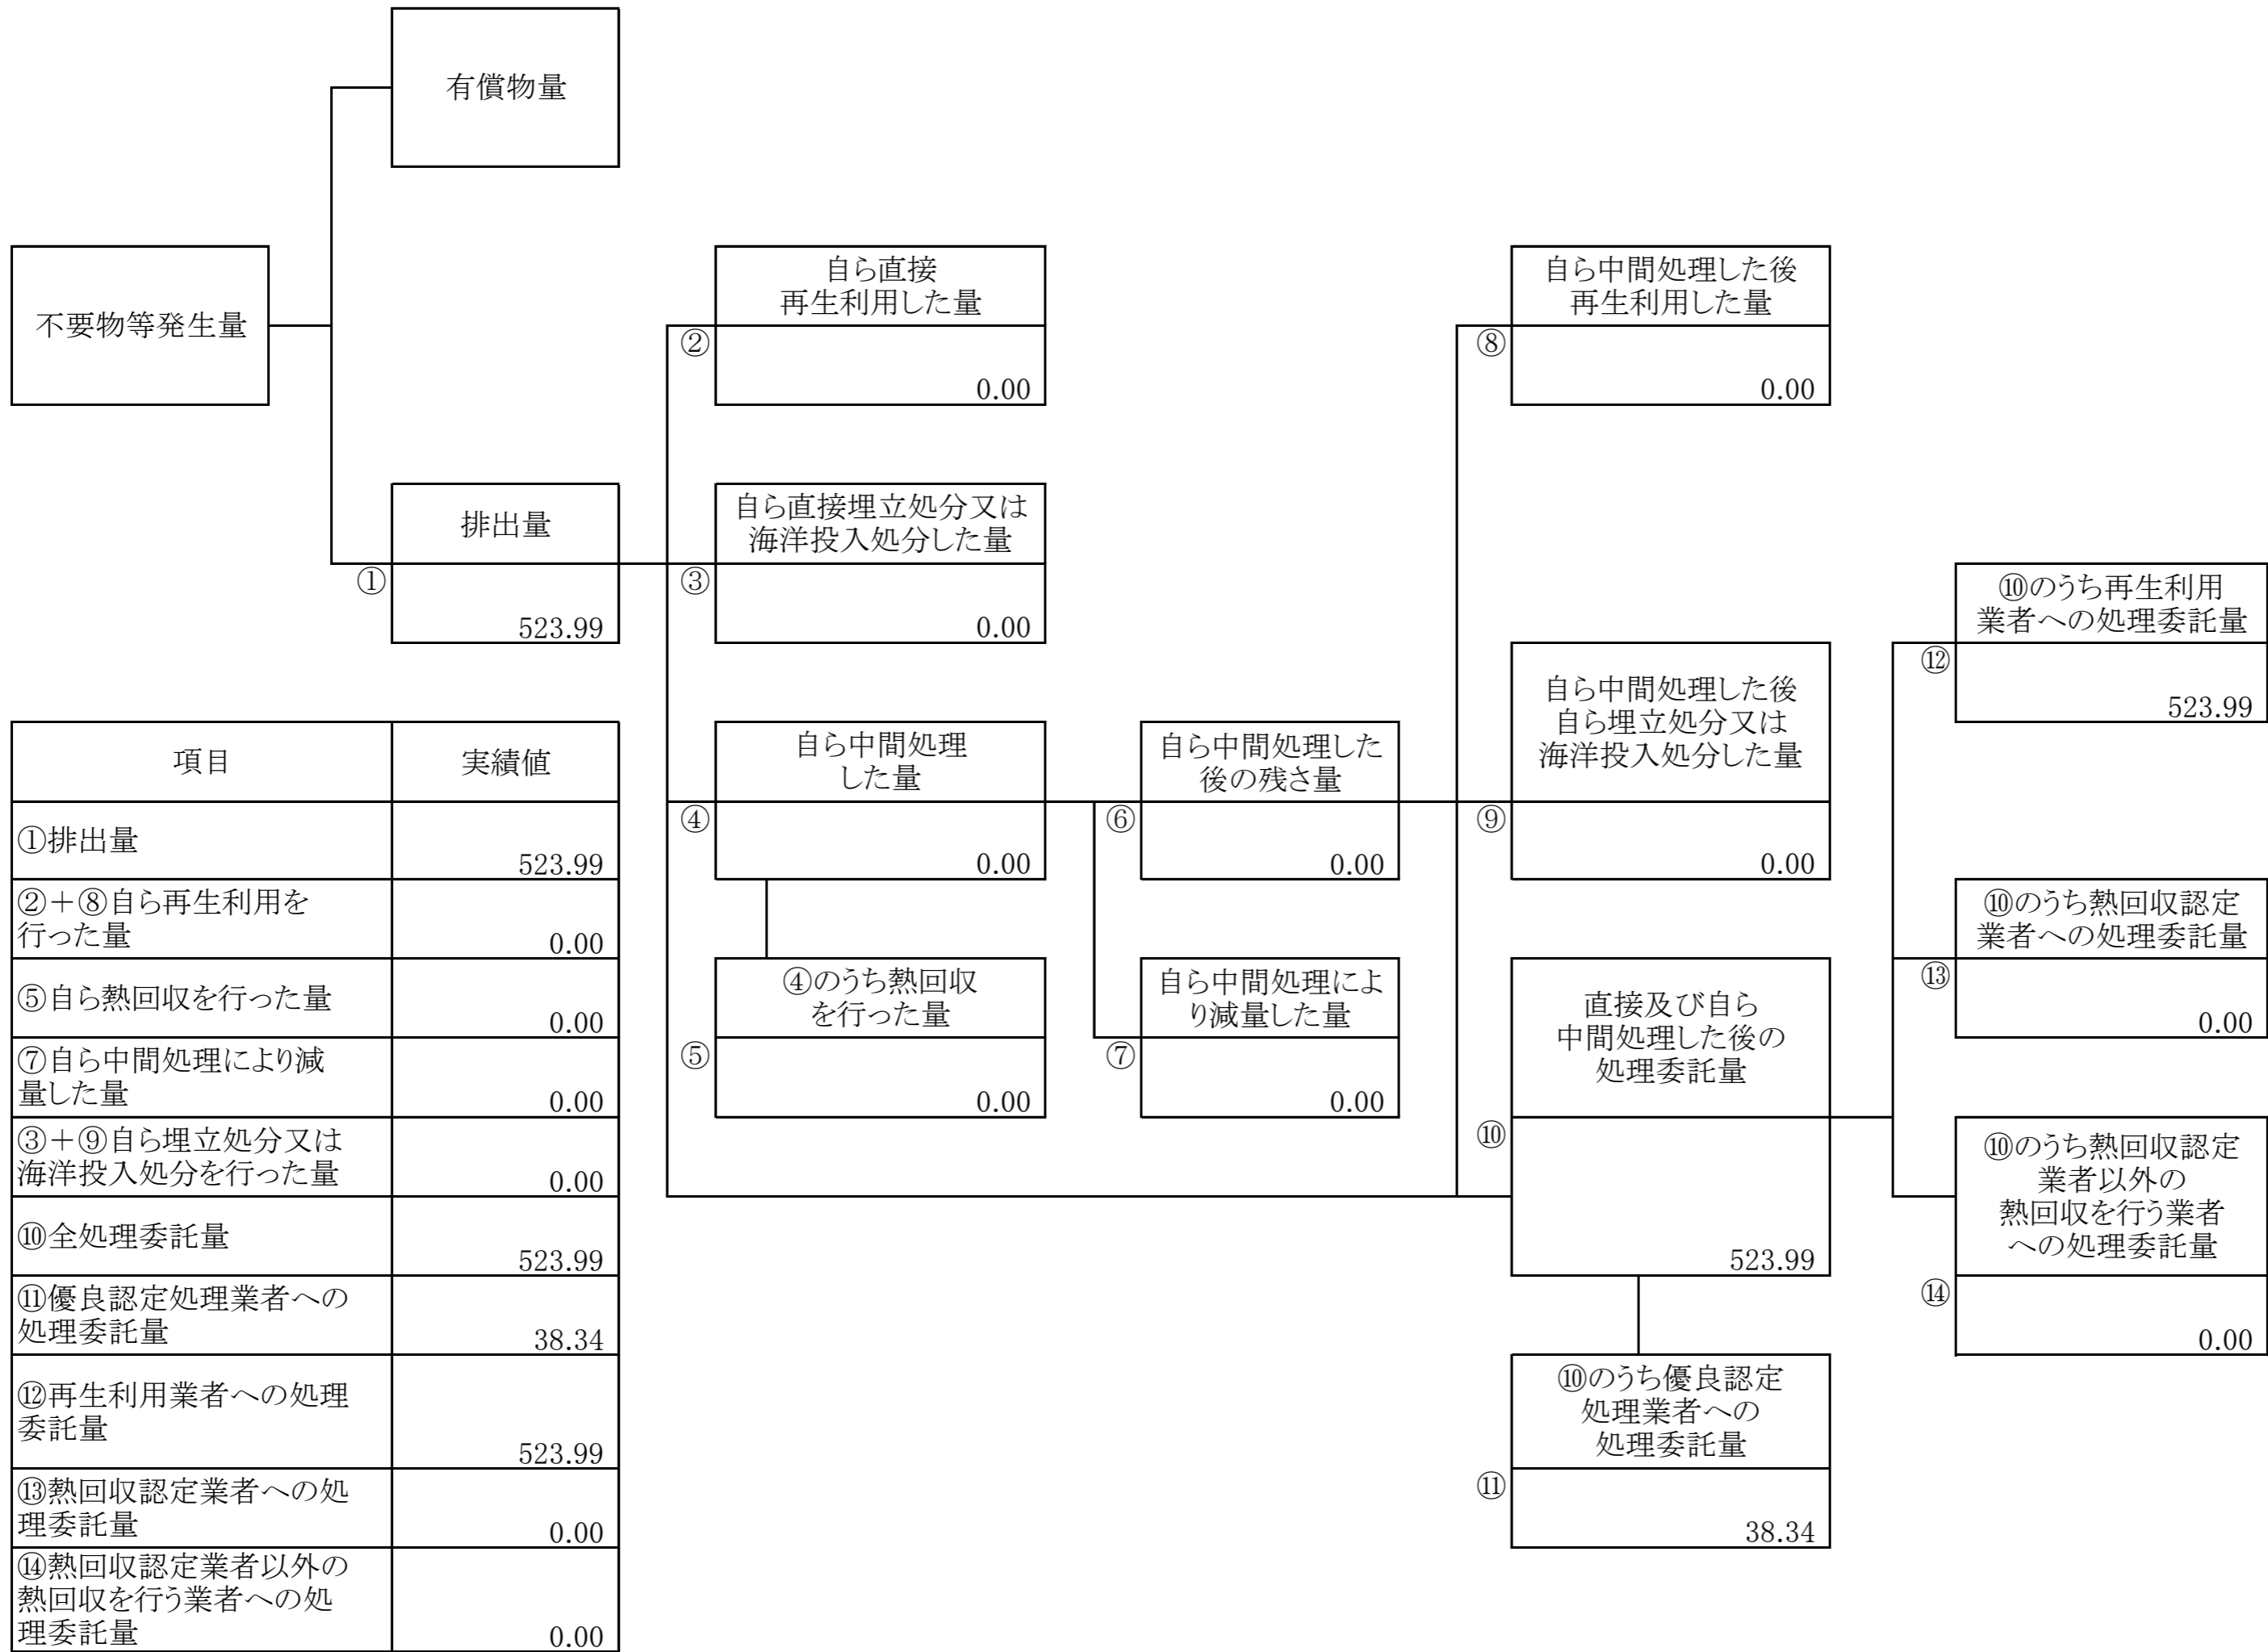 有償物量
不要物等発生量
自ら直接
再生利用した量
②
0.00
自ら中間処理した後
再生利用した量
⑧
0.00
排出量
①
523.99
自ら直接埋立処分又は
海洋投入処分した量
③
0.00
⑩のうち再生利用
業者への処理委託量
⑫
523.99
自ら中間処理
した量
④
0.00
自ら中間処理した
後の残さ量
⑥
0.00
自ら中間処理した後
自ら埋立処分又は
海洋投入処分した量
⑨
0.00
⑩のうち熱回収認定
業者への処理委託量
⑬
0.00
④のうち熱回収
を行った量
⑤
0.00
自ら中間処理によ
り減量した量
⑦
0.00
直接及び自ら
中間処理した後の
処理委託量
⑩
523.99
⑩のうち熱回収認定
業者以外の
熱回収を行う業者
への処理委託量
⑭
0.00
⑩のうち優良認定
処理業者への
処理委託量
⑪
38.34
項目 実績値
①排出量
523.99
②+⑧自ら再生利用を
行った量
0.00
⑤自ら熱回収を行った量
0.00
⑦自ら中間処理により減
量した量
0.00
③+⑨自ら埋立処分又は
海洋投入処分を行った量
0.00
⑩全処理委託量
523.99
⑪優良認定処理業者への
処理委託量
38.34
⑫再生利用業者への処理
委託量
523.99
⑬熱回収認定業者への処
理委託量
0.00
⑭熱回収認定業者以外の
熱回収を行う業者への処
理委託量
0.00